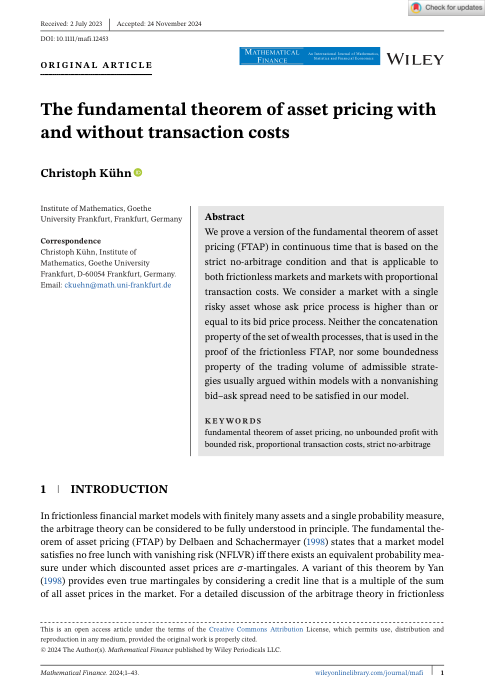 Check for updates
Received: 2 July 2023 | Accepted: 24 November 2024
DOI: 10.1111/mafi.12453
ORIGINAL ARTICLE
MATHEMATICAL
FINANCE
An International Journal of Mathematics,
Statistics and Financial Economics
WILEY
The fundamental theorem of asset pricing with
and without transaction costs
Christoph Kühn
Institute of Mathematics, Goethe
University Frankfurt, Frankfurt, Germany
Correspondence
Christoph Kühn, Institute of
Mathematics, Goethe University
Frankfurt, D-60054 Frankfurt, Germany.
Email: ckuehn@math.uni-frankfurt.de
Abstract
We prove a version of the fundamental theorem of asset
pricing (FTAP) in continuous time that is based on the
strict no-arbitrage condition and that is applicable to
both frictionless markets and markets with proportional
transaction costs. We consider a market with a single
risky asset whose ask price process is higher than or
equal to its bid price process. Neither the concatenation
property of the set of wealth processes, that is used in the
proof of the frictionless FTAP, nor some boundedness
property of the trading volume of admissible strate-
gies usually argued within models with a nonvanishing
bid–ask spread need to be satisfied in our model.
KEYWORDS
fundamental theorem of asset pricing, no unbounded profit with
bounded risk, proportional transaction costs, strict no-arbitrage
1 | INTRODUCTION
In frictionless financial market models with finitely many assets and a single probability measure,
the arbitrage theory can be considered to be fully understood in principle. The fundamental the-
orem of asset pricing (FTAP) by Delbaen and Schachermayer (1998) states that a market model
satisfies no free lunch with vanishing risk (NFLVR) iff there exists an equivalent probability mea-
sure under which discounted asset prices are σ-martingales. A variant of this theorem by Yan
(1998) provides even true martingales by considering a credit line that is a multiple of the sum
of all asset prices in the market. For a detailed discussion of the arbitrage theory in frictionless
This is an open access article under the terms of the Creative Commons Attribution License, which permits use, distribution and
reproduction in any medium, provided the original work is properly cited.
© 2024 The Author(s). Mathematical Finance published by Wiley Periodicals LLC.
Mathematical Finance. 2024;1–43. wileyonlinelibrary.com/journal/mafi | 1